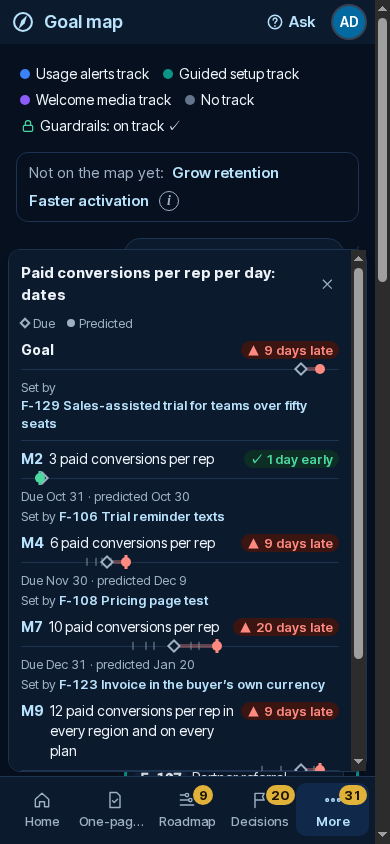 Goal map
Ask
AD
Usage alerts track
Guided setup track
Welcome media track
No track
Guardrails: on track ✓
Not on the map yet: Grow retention
Faster activation
i
Paid conversions per rep per day:
dates
×
Due
Predicted
Goal
▲ 9 days late
Set by
F-129 Sales-assisted trial for teams over fifty
seats
M2 3 paid conversions per rep
✓ 1 day early
Due Oct 31 · predicted Oct 30
Set by F-106 Trial reminder texts
M4 6 paid conversions per rep
▲ 9 days late
Due Nov 30 · predicted Dec 9
Set by F-108 Pricing page test
M7 10 paid conversions per rep
▲ 20 days late
Due Dec 31 · predicted Jan 20
Set by F-123 Invoice in the buyer’s own currency
M9 12 paid conversions per rep in
▲ 9 days late
every region and on every
plan
Home
One-pag…
9
Roadmap
20
Decisions
31
More